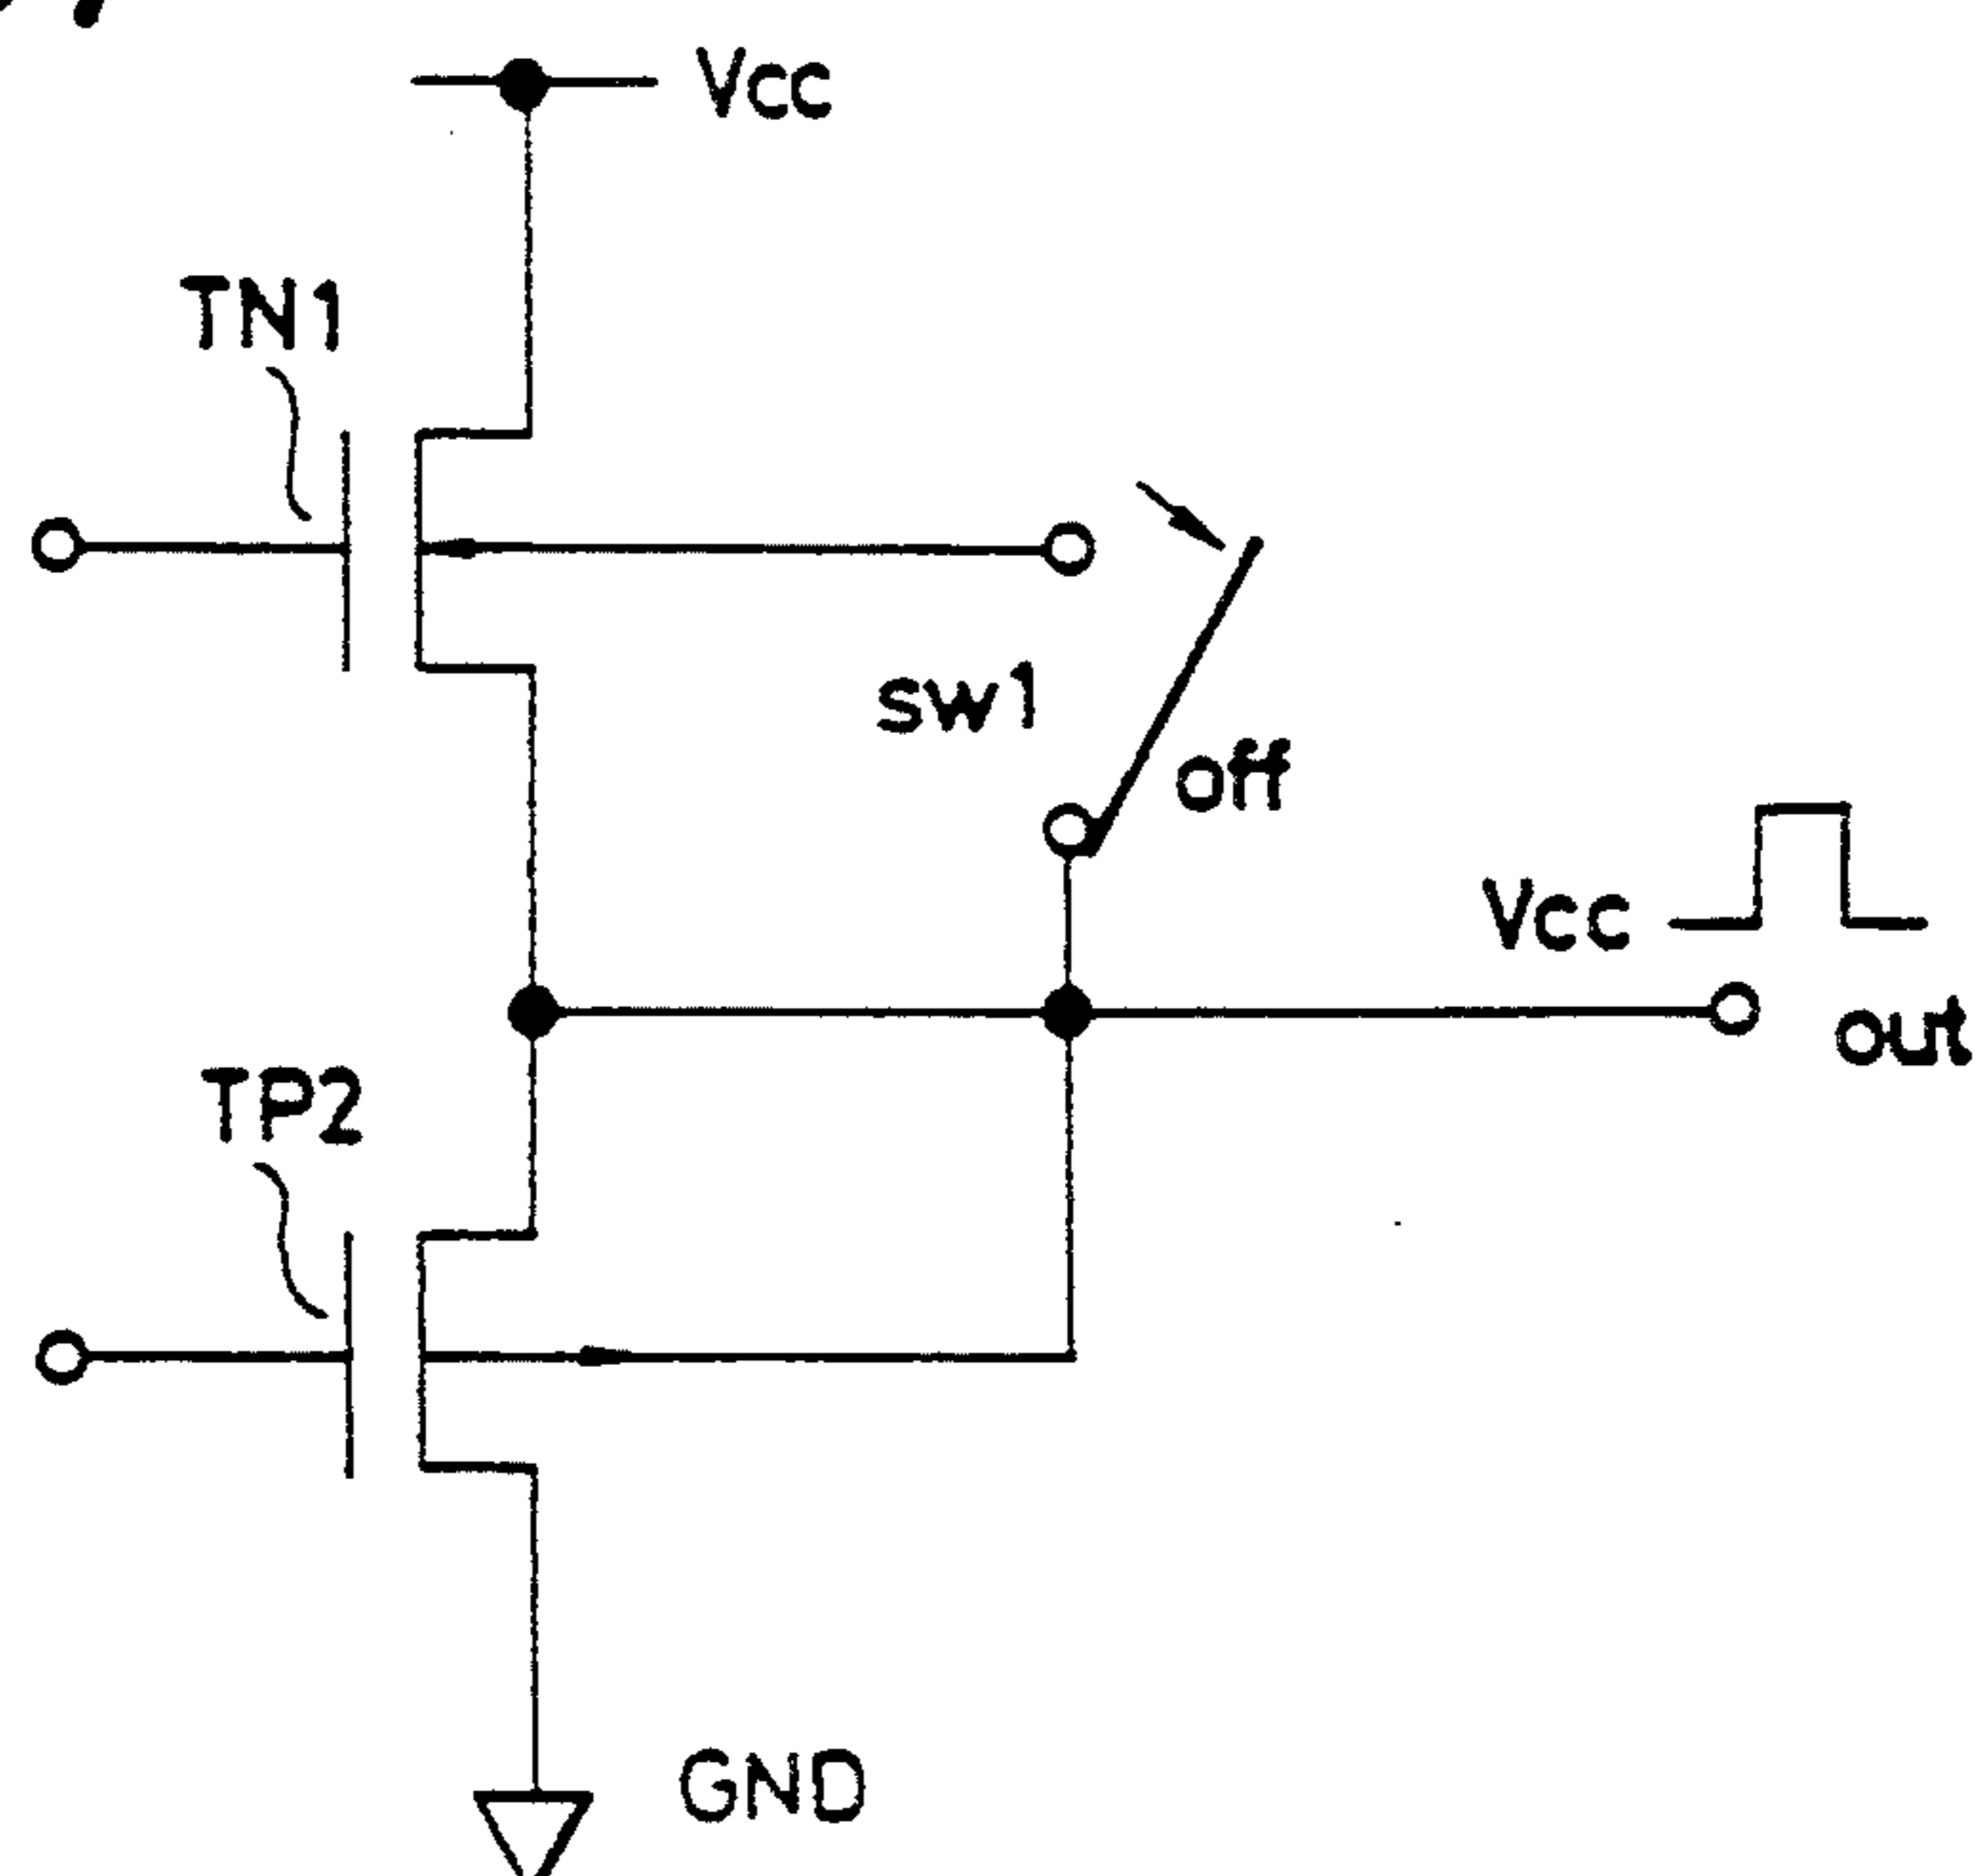 Vcc
TN1
sw1
off
Vcc
out
TP2
GND